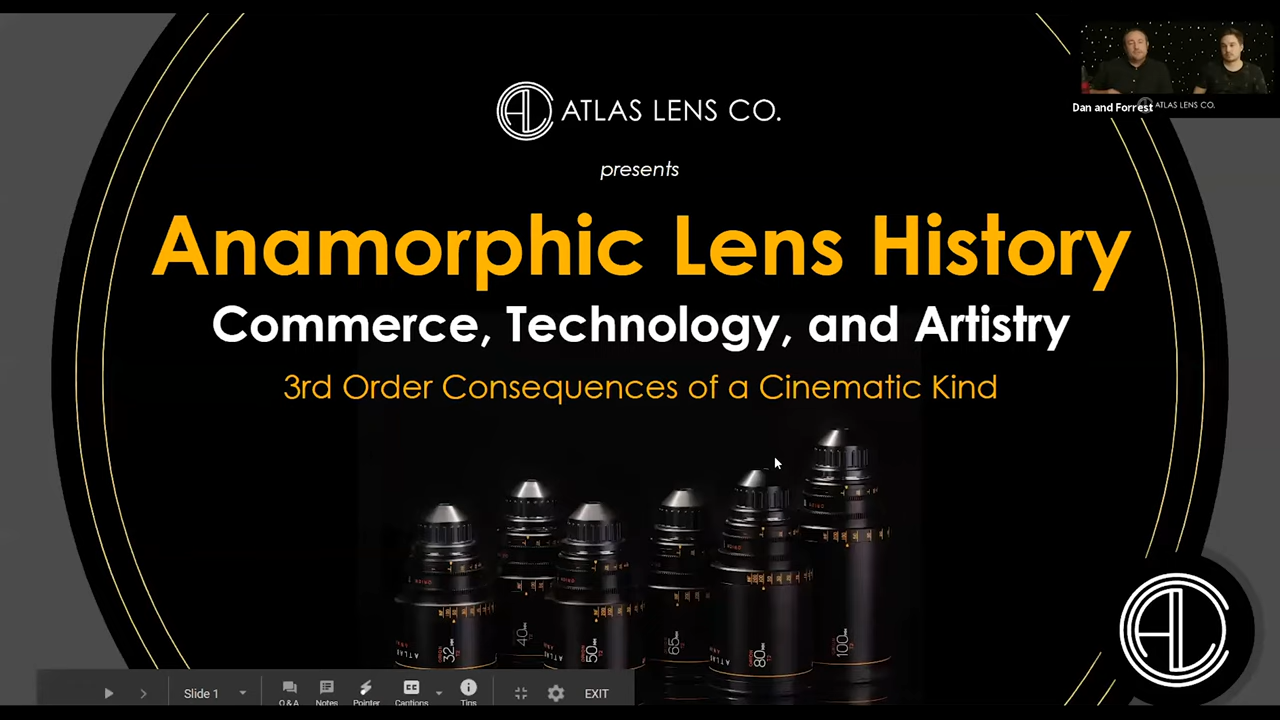 ATLAS LENS CO.
presents
Anamorphic Lens History
Commerce, Technology, and Artistry
3rd Order Consequences of a Cinematic Kind
Dan and Forrest
ATLAS LENS CO.
32
40
50
65
80
100
Slide 1
Q & A
Notes
Pointer
Captions
Tips
EXIT